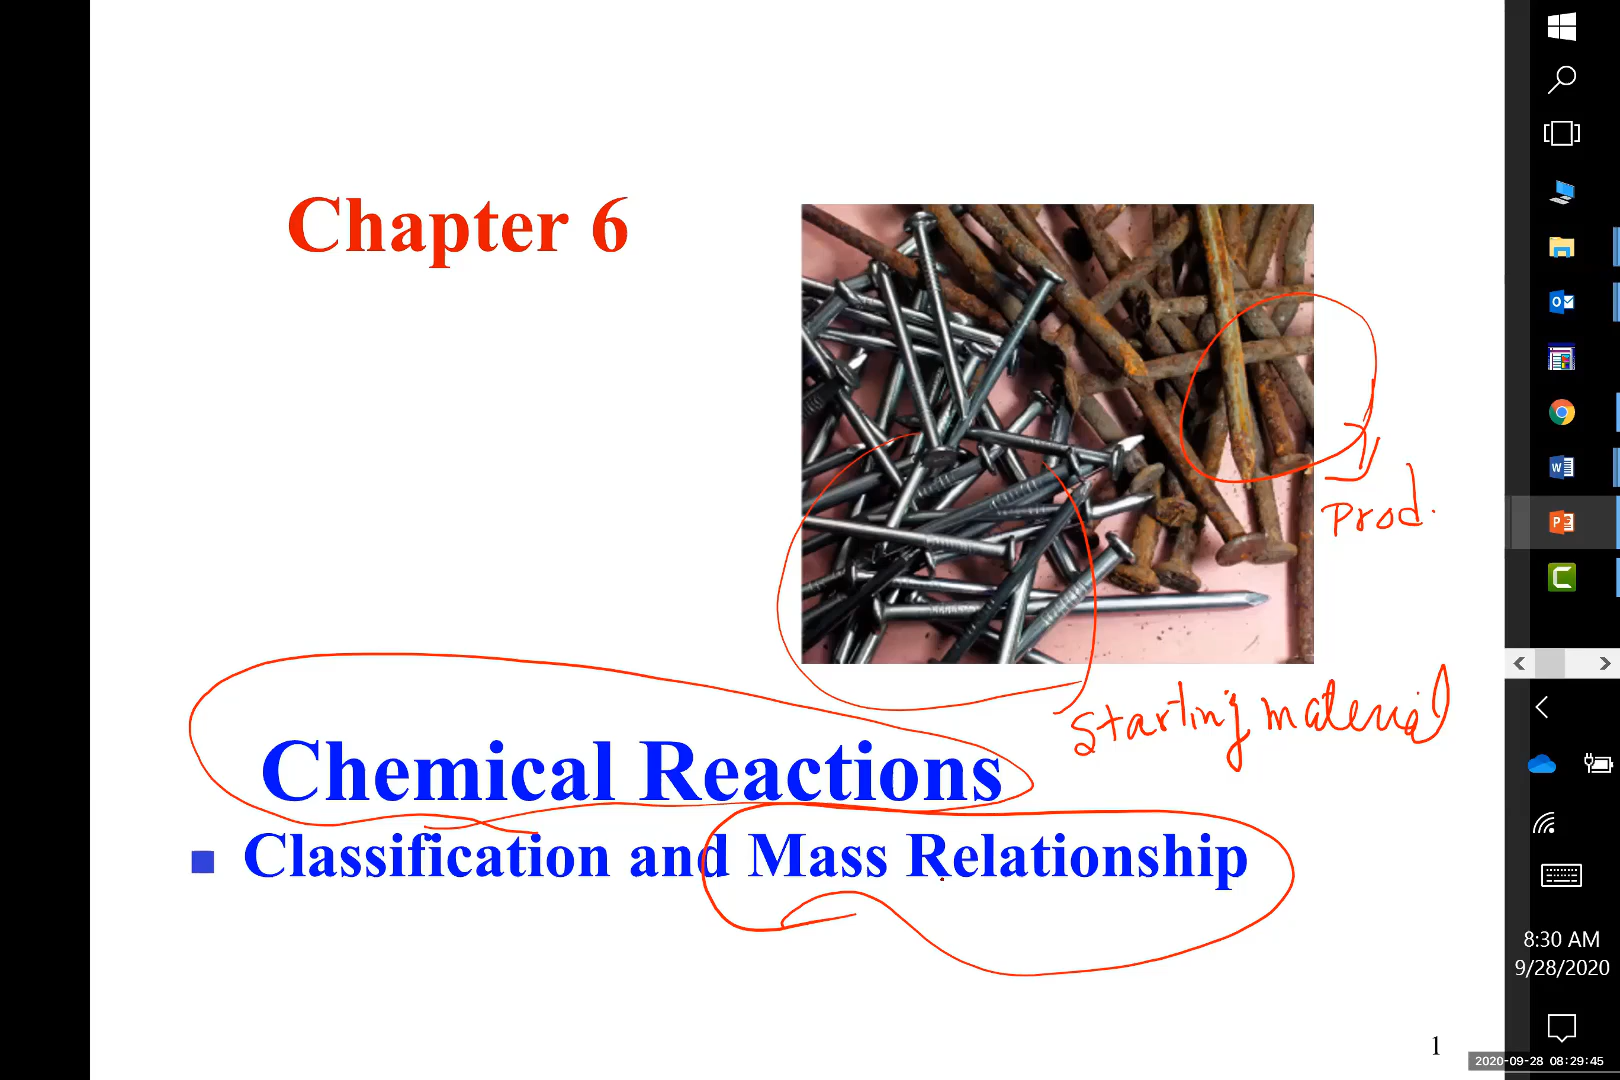 Chapter 6
Prod.
Starting material
Chemical Reactions
Classification and Mass Relationship
8:30 AM
9/28/2020
1
2020-09-28 08:29:45